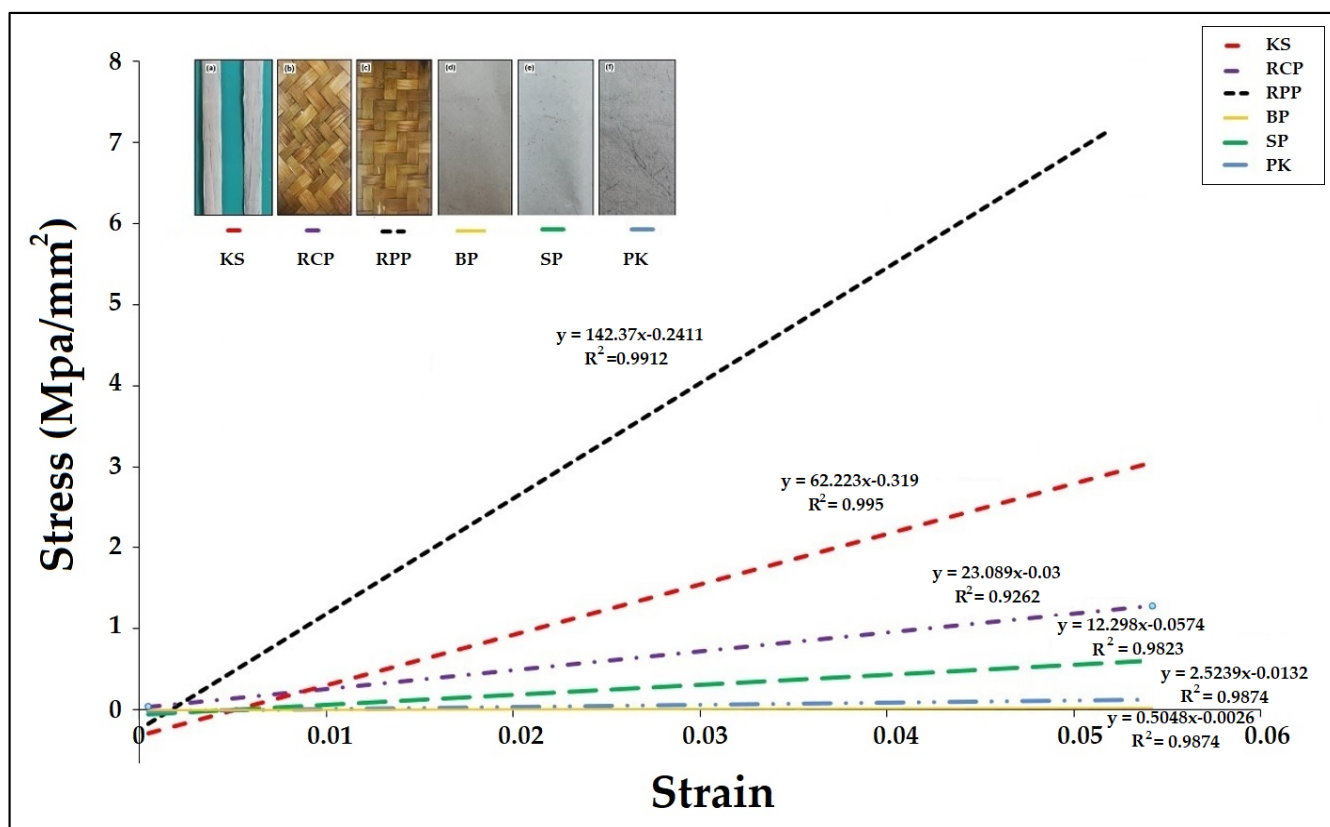 8
7
6
5
4
3
2
1
0
Stress (Mpa/mm²)
(a) (b) (c) (d) (e) (f)
KS RCP RPP BP SP PK
KS
RCP
RPP
BP
SP
PK
y = 142.37x-0.2411
R² =0.9912
y = 62.223x-0.319
R²= 0.995
y = 23.089x-0.03
R²= 0.9262
y = 12.298x-0.0574
R² = 0.9823
y = 2.5239x-0.0132
R² = 0.9874
y = 0.5048x-0.0026
R² = 0.9874
0 0.01 0.02 0.03 0.04 0.05 0.06
Strain